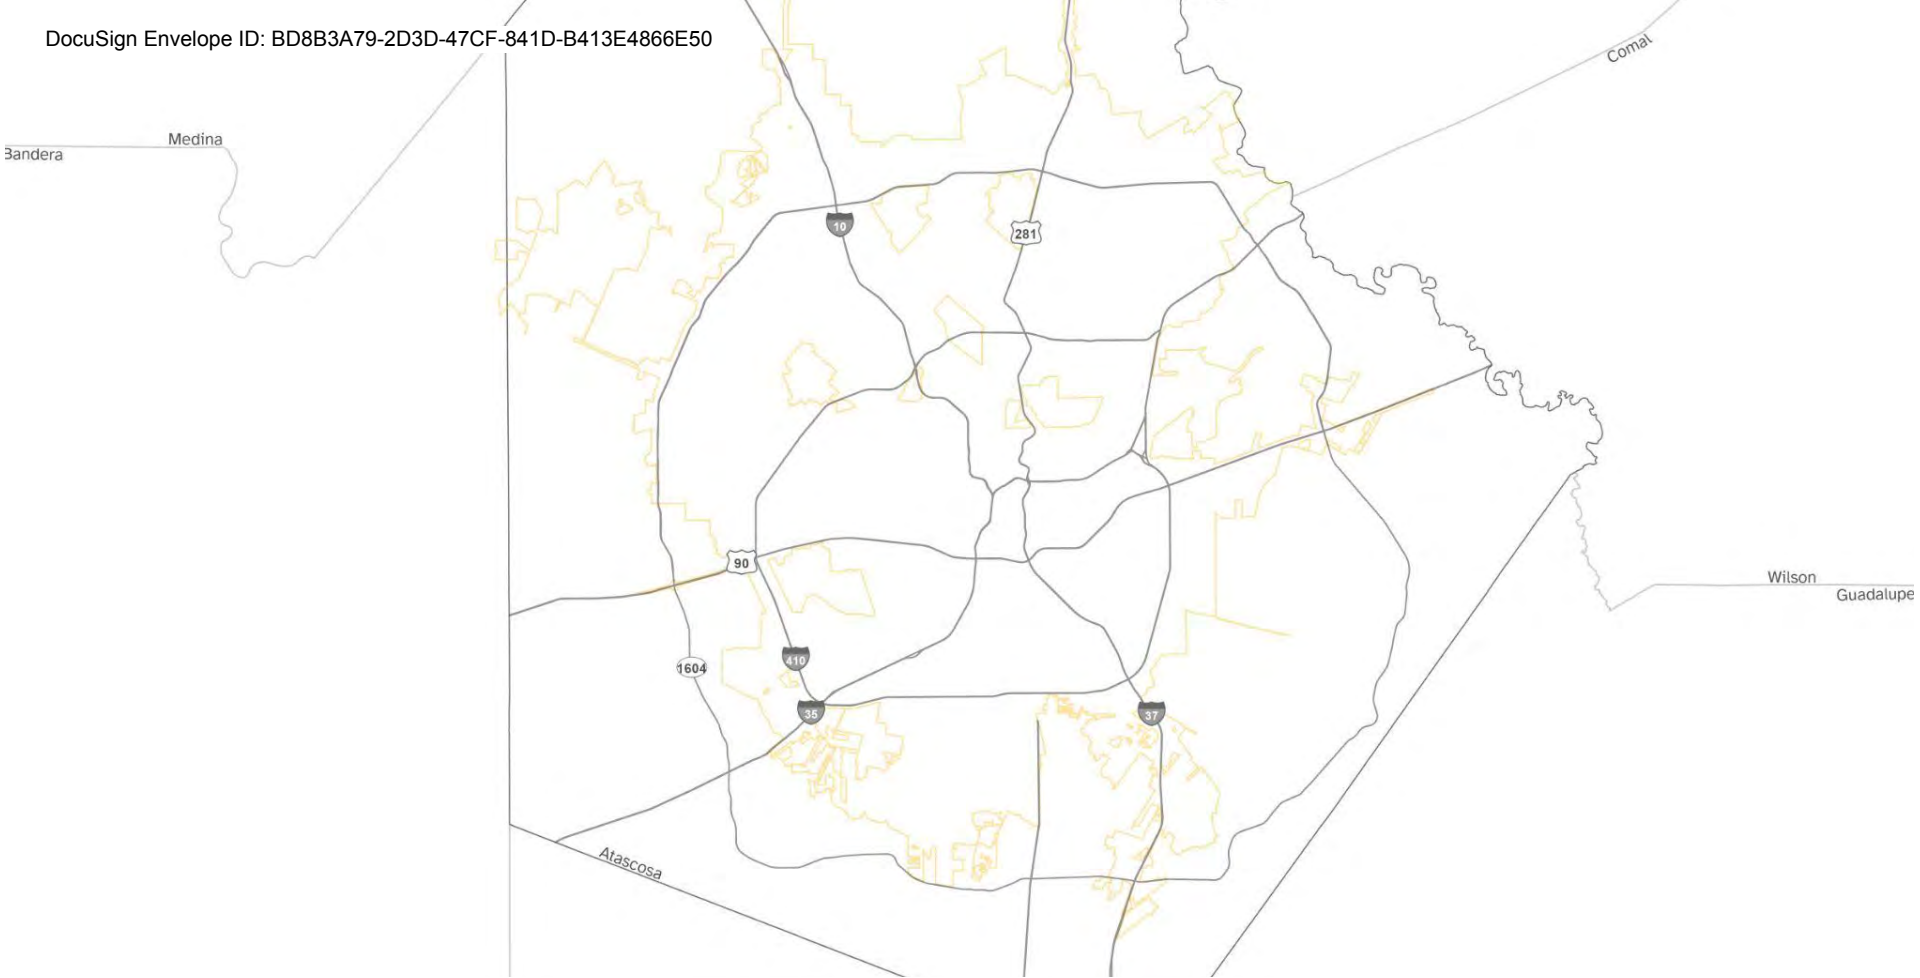 DocuSign Envelope ID: BD8B3A79-2D3D-47CF-841D-B413E4866E50
Comal
Medina
Bandera
10
281
90
Wilson
Guadalupe
410
1604
35
37
Atascosa